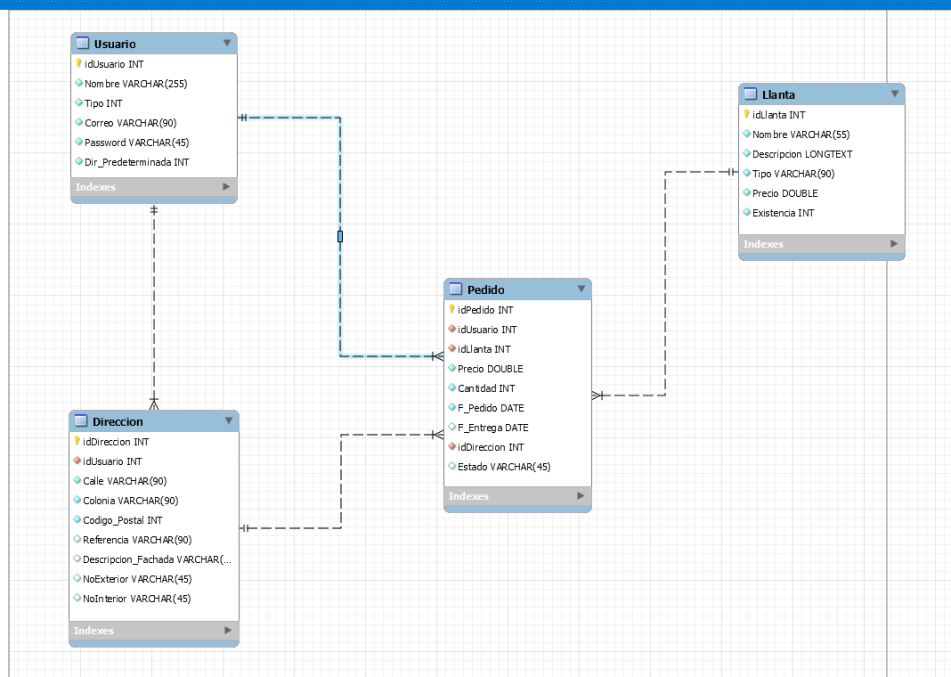 Usuario
idUsuario INT
Nombre VARCHAR(255)
Tipo INT
Correo VARCHAR(90)
Password VARCHAR(45)
Dir_Predeterminada INT
Indexes
Llanta
idLlanta INT
Nombre VARCHAR(55)
Descripcion LONGTEXT
Tipo VARCHAR(90)
Precio DOUBLE
Existencia INT
Indexes
Pedido
idPedido INT
idUsuario INT
idLlanta INT
Precio DOUBLE
Cantidad INT
F_Pedido DATE
F_Entrega DATE
idDireccion INT
Estado VARCHAR(45)
Indexes
Direccion
idDireccion INT
idUsuario INT
Calle VARCHAR(90)
Colonia VARCHAR(90)
Codigo_Postal INT
Referencia VARCHAR(90)
Descripcion_Fachada VARCHAR(...
NoExterior VARCHAR(45)
NoInterior VARCHAR(45)
Indexes